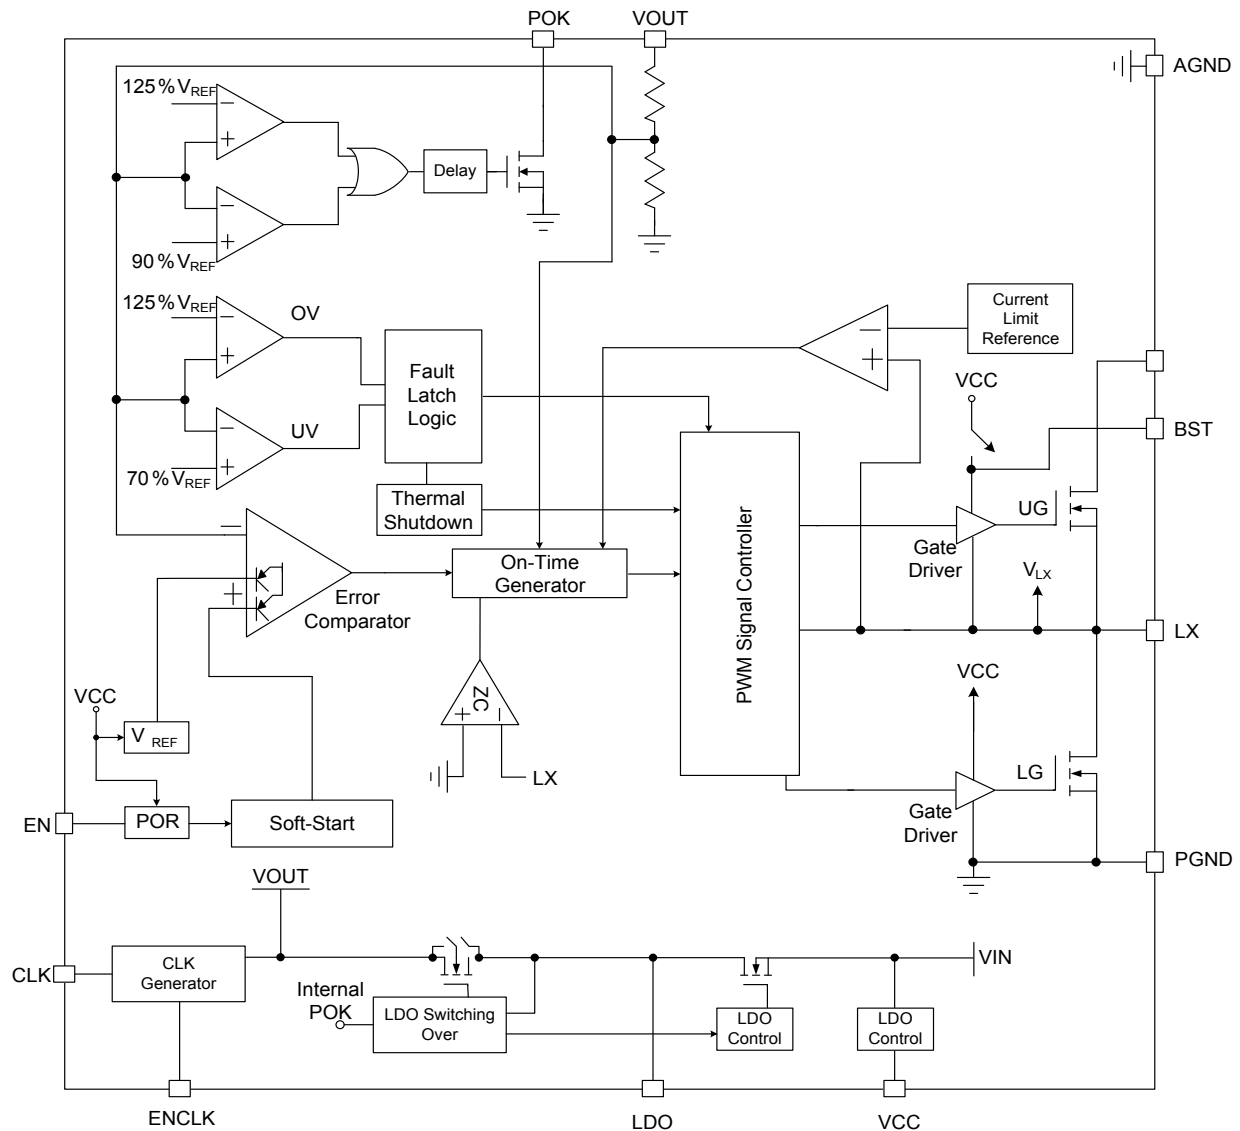 POK
VOUT
AGND
125% VREF
−
+
Delay
−
+
90% VREF
125% VREF
−
+
OV
Fault
Latch
Logic
−
+
UV
70% VREF
Thermal
Shutdown
−
+
Current
Limit
Reference
VCC
BST
UG
Gate
Driver
VLX
LX
PWM Signal Controller
−
+
Error
Comparator
On-Time
Generator
ZC
+
−
LX
VCC
V REF
VCC
LG
Gate
Driver
EN
POR
Soft-Start
PGND
VOUT
CLK
CLK
Generator
Internal
POK
LDO Switching
Over
LDO
Control
LDO
Control
VIN
ENCLK
LDO
VCC